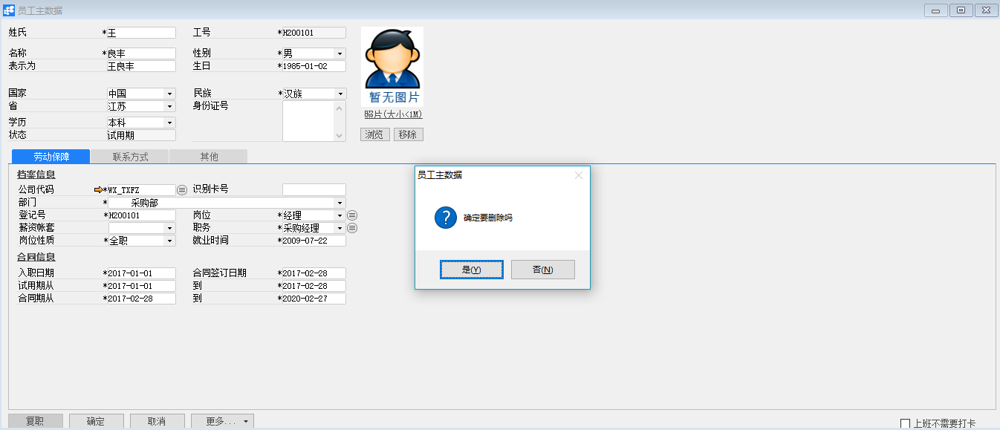 员工主数据
姓氏 *王 工号 *H200101
名称 *良丰 性别 *男
表示为 王良丰 生日 *1985-01-02
国家 中国 民族 *汉族
省 江苏 身份证号
学历 本科
状态 试用期
暂无图片
照片(大小<1M)
浏览 移除
劳动保障 联系方式 其他
档案信息
公司代码 *WX_TXFZ 识别卡号
部门 * 采购部
登记号 *H200101 岗位 *经理
薪资帐套 职务 *采购经理
岗位性质 *全职 就业时间 *2009-07-22
合同信息
入职日期 *2017-01-01 合同签订日期 *2017-02-28
试用期从 *2017-01-01 到 *2017-02-28
合同期从 *2017-02-28 到 *2020-02-27
员工主数据
确定要删除吗
是(Y) 否(N)
复职 确定 取消 更多... 上班不需要打卡